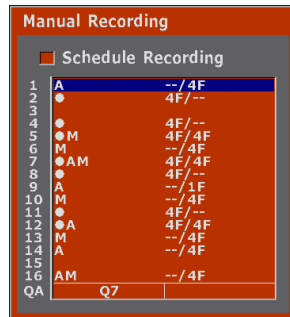 Manual Recording
Schedule Recording
1 A --/4F
2 ● 4F/--
3
4 ● 4F/--
5 ●M 4F/4F
6 M --/4F
7 ●AM 4F/4F
8 ● 4F/--
9 A --/1F
10 M --/4F
11 ● 4F/--
12 ●A 4F/4F
13 M --/4F
14 A --/4F
15
16 AM --/4F
QA Q7